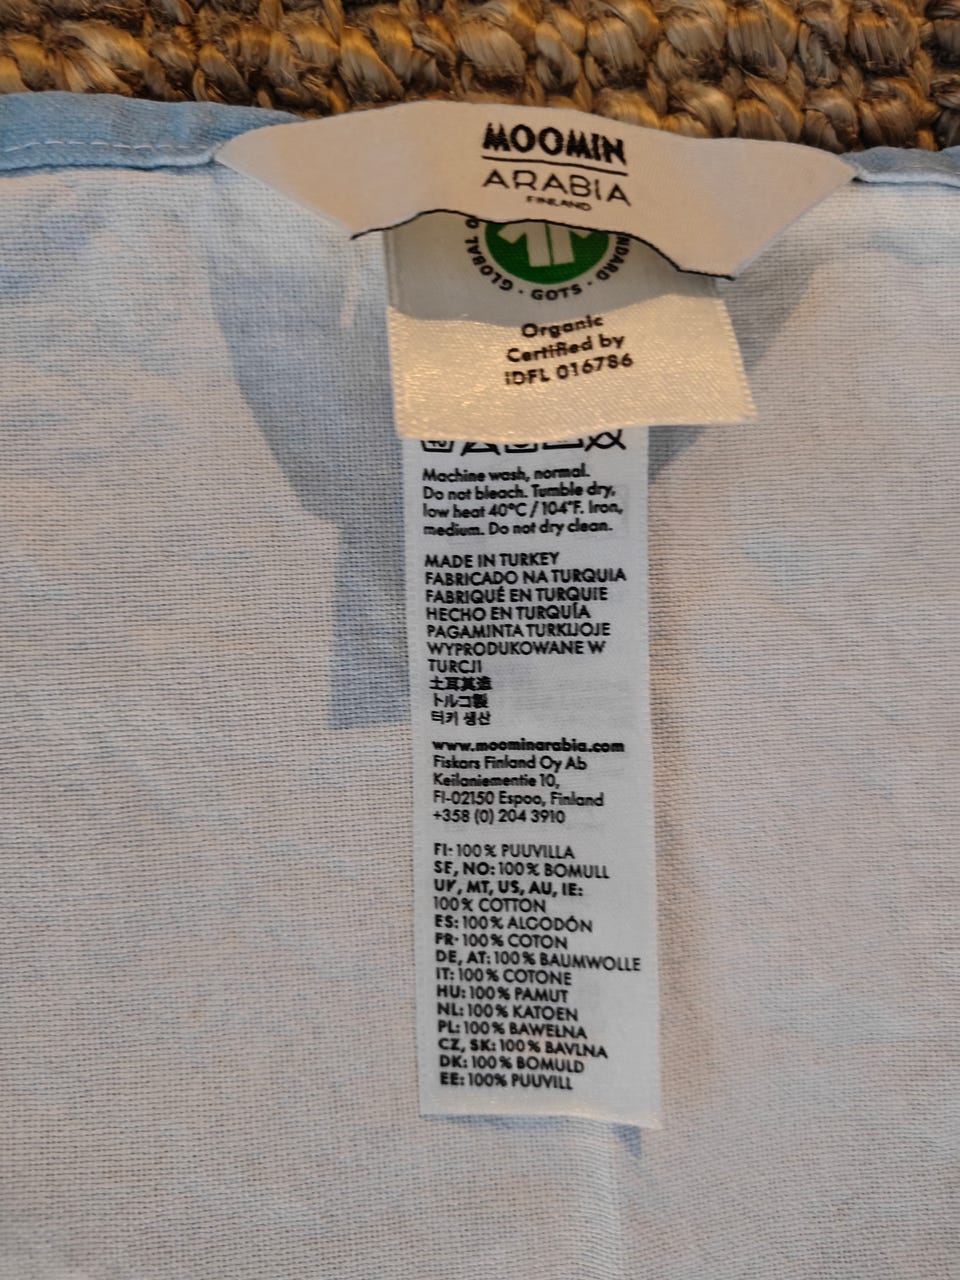 MOOMIN
ARABIA
FINLAND
GLOBAL
GOTS
Organic
Certified by
IDFL 016786
Machine wash, normal.
Do not bleach. Tumble dry,
low heat 40°C / 104°F. Iron,
medium. Do not dry clean.
MADE IN TURKEY
FABRICADO NA TURQUIA
FABRIQUÉ EN TURQUIE
HECHO EN TURQUÍA
PAGAMINTA TURKIJOJE
WYPRODUKOWANE W
TURCJI
土耳其造
トルコ製
터키 생산
www.moominarabia.com
Fiskars Finland Oy Ab
Keilaniementie 10,
FI-02150 Espoo, Finland
+358 (0) 204 3910
FI: 100% PUUVILLA
SE, NO: 100% BOMULL
UK, MT, US, AU, IE:
100% COTTON
ES: 100% ALGODÓN
FR: 100% COTON
DE, AT: 100% BAUMWOLLE
IT: 100% COTONE
HU: 100% PAMUT
NL: 100% KATOEN
PL: 100% BAWEŁNA
CZ, SK: 100% BAVLNA
DK: 100% BOMULD
EE: 100% PUUVILL